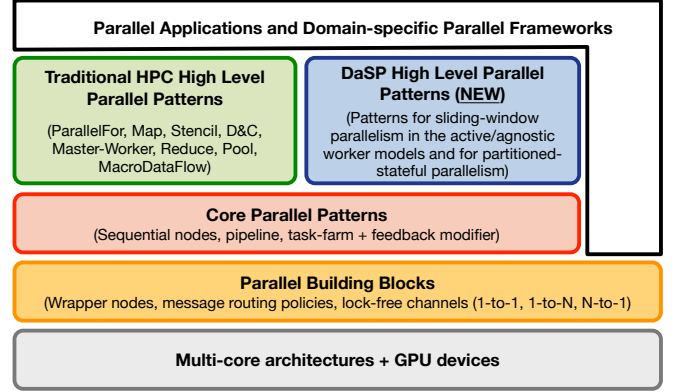 Parallel Applications and Domain-specific Parallel Frameworks
Traditional HPC High Level
Parallel Patterns
(ParallelFor, Map, Stencil, D&C,
Master-Worker, Reduce, Pool,
MacroDataFlow)
DaSP High Level Parallel
Patterns (NEW)
(Patterns for sliding-window
parallelism in the active/agnostic
worker models and for partitioned-
stateful parallelism)
Core Parallel Patterns
(Sequential nodes, pipeline, task-farm + feedback modifier)
Parallel Building Blocks
(Wrapper nodes, message routing policies, lock-free channels (1-to-1, 1-to-N, N-to-1)
Multi-core architectures + GPU devices